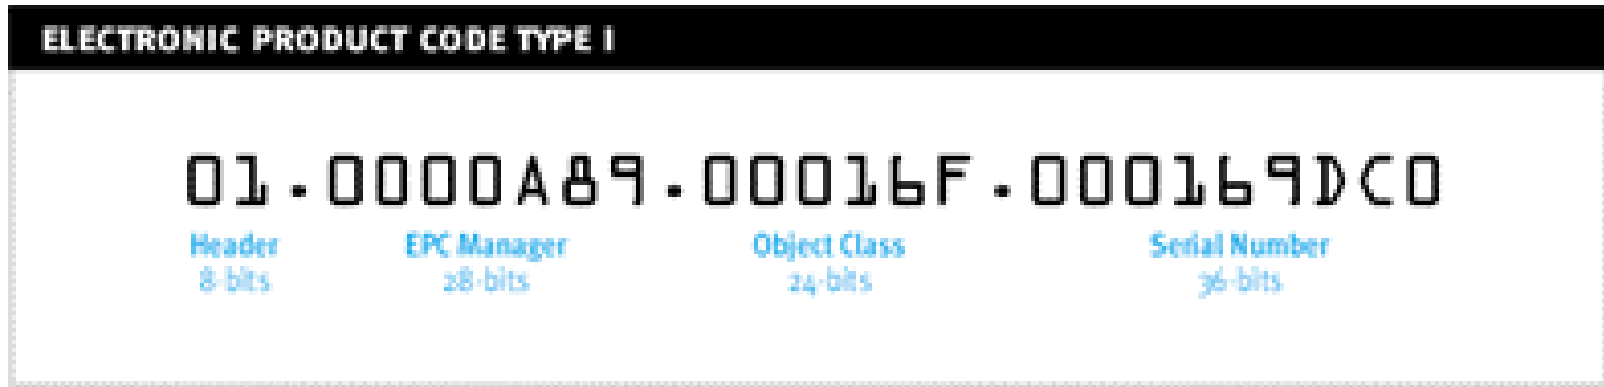 ELECTRONIC PRODUCT CODE TYPE I
01.0000A89.00016F.000169DC0
Header EPC Manager Object Class Serial Number
8-bits 28-bits 24-bits 36-bits